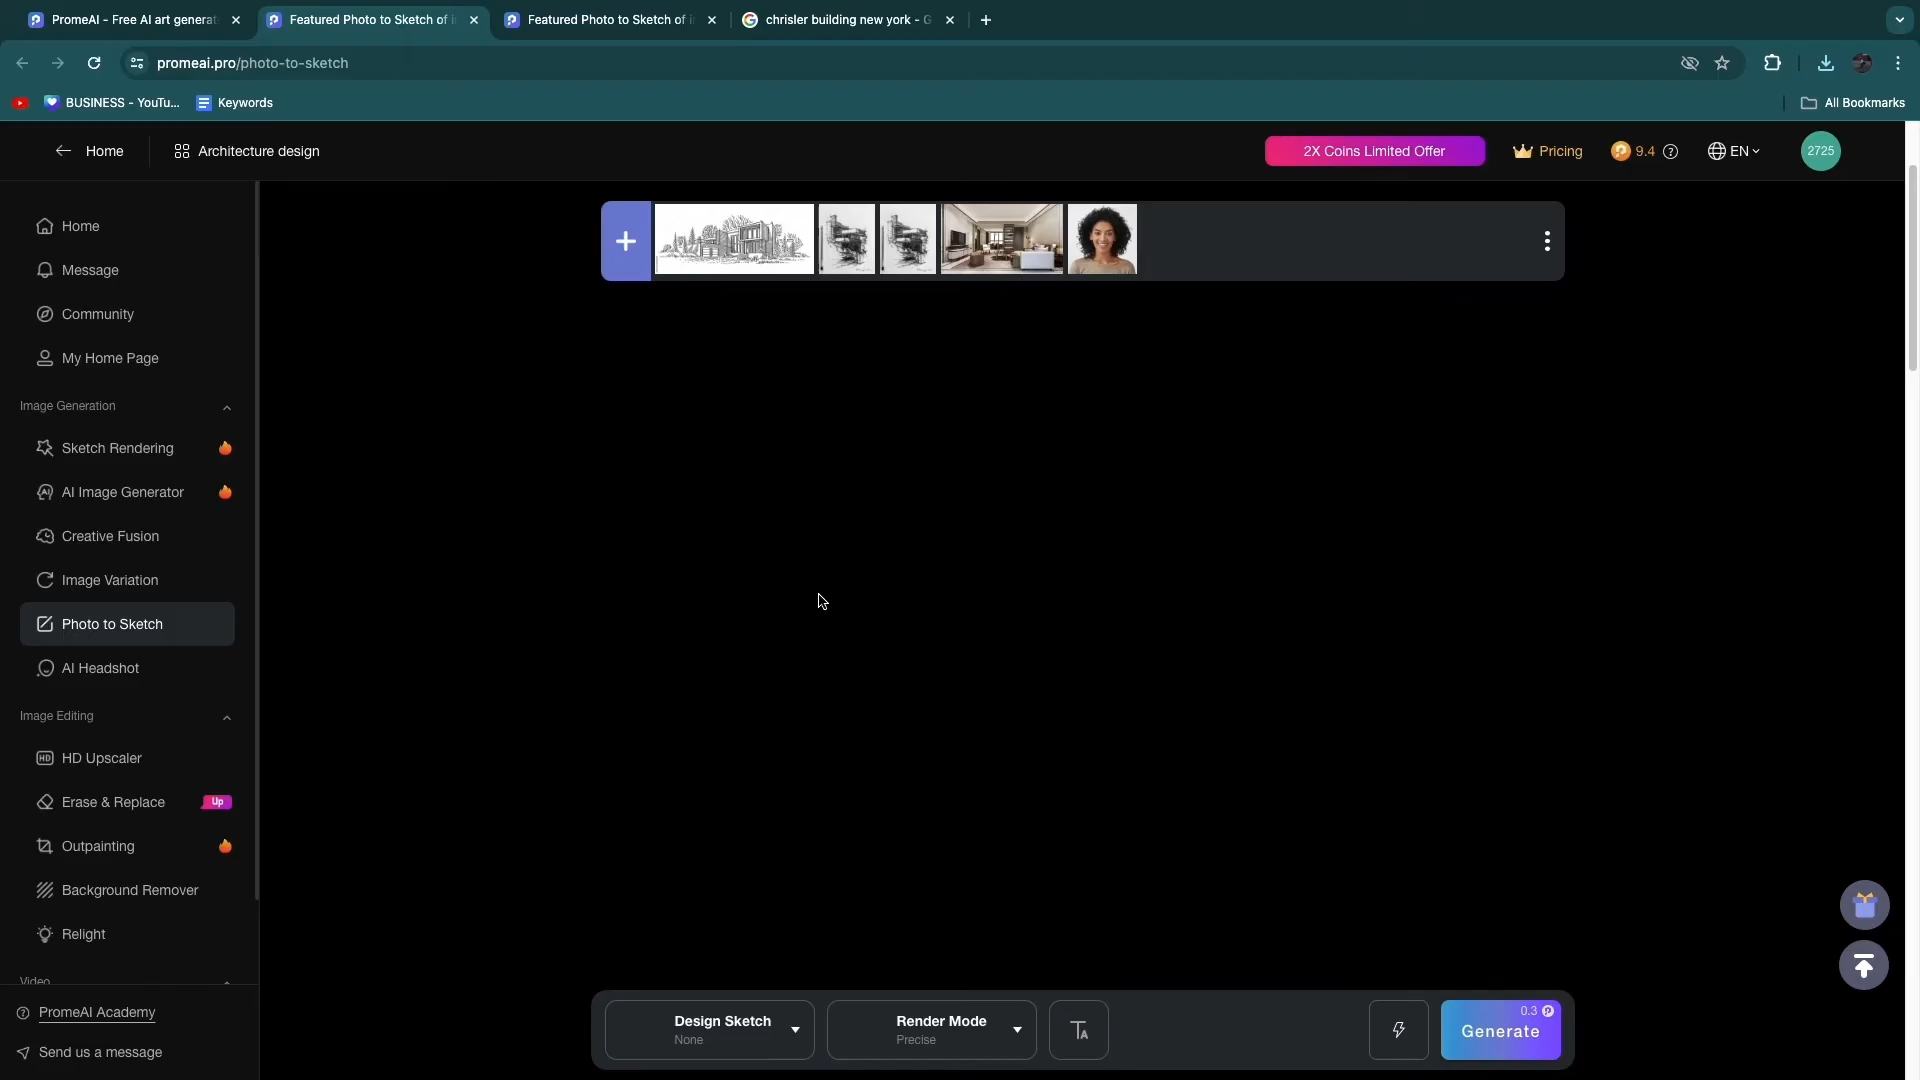 PromeAI - Free AI art generat
Featured Photo to Sketch of i
Featured Photo to Sketch of i
chrisler building new york - G
promeai.pro/photo-to-sketch
BUSINESS - YouTu...
Keywords
All Bookmarks
Home
Architecture design
2X Coins Limited Offer
Pricing
9.4
EN
2725
Home
Message
Community
My Home Page
Image Generation
Sketch Rendering
AI Image Generator
Creative Fusion
Image Variation
Photo to Sketch
AI Headshot
Image Editing
HD Upscaler
Erase & Replace
Up
Outpainting
Background Remover
Relight
Video
PromeAI Academy
Send us a message
Design Sketch
None
Render Mode
Precise
0.3
Generate